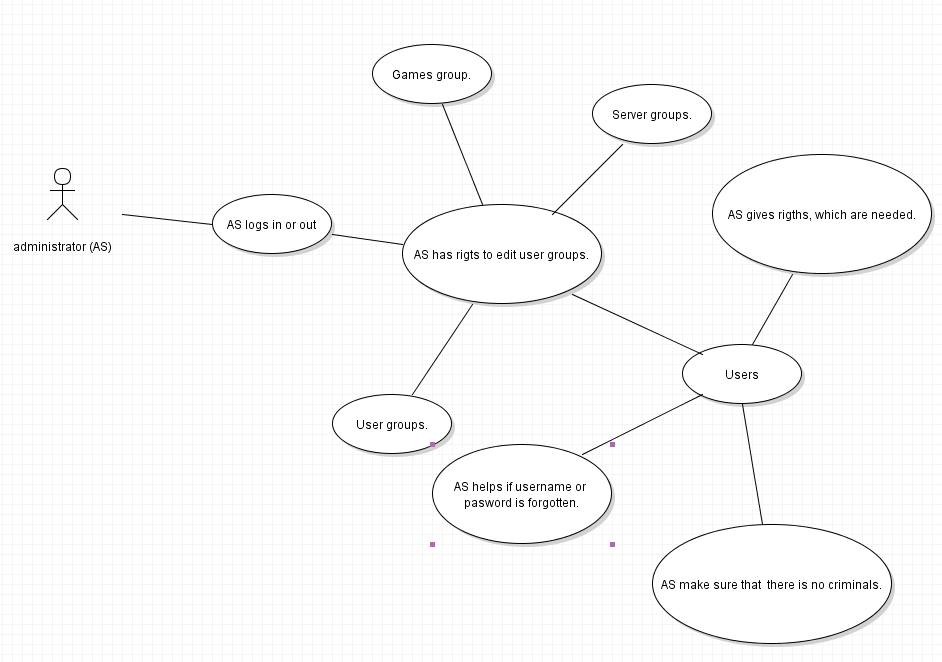 Games group.
Server groups.
AS gives rigths, which are needed.
AS logs in or out
administrator (AS)
AS has rigts to edit user groups.
Users
User groups.
AS helps if username or
pasword is forgotten.
AS make sure that  there is no criminals.